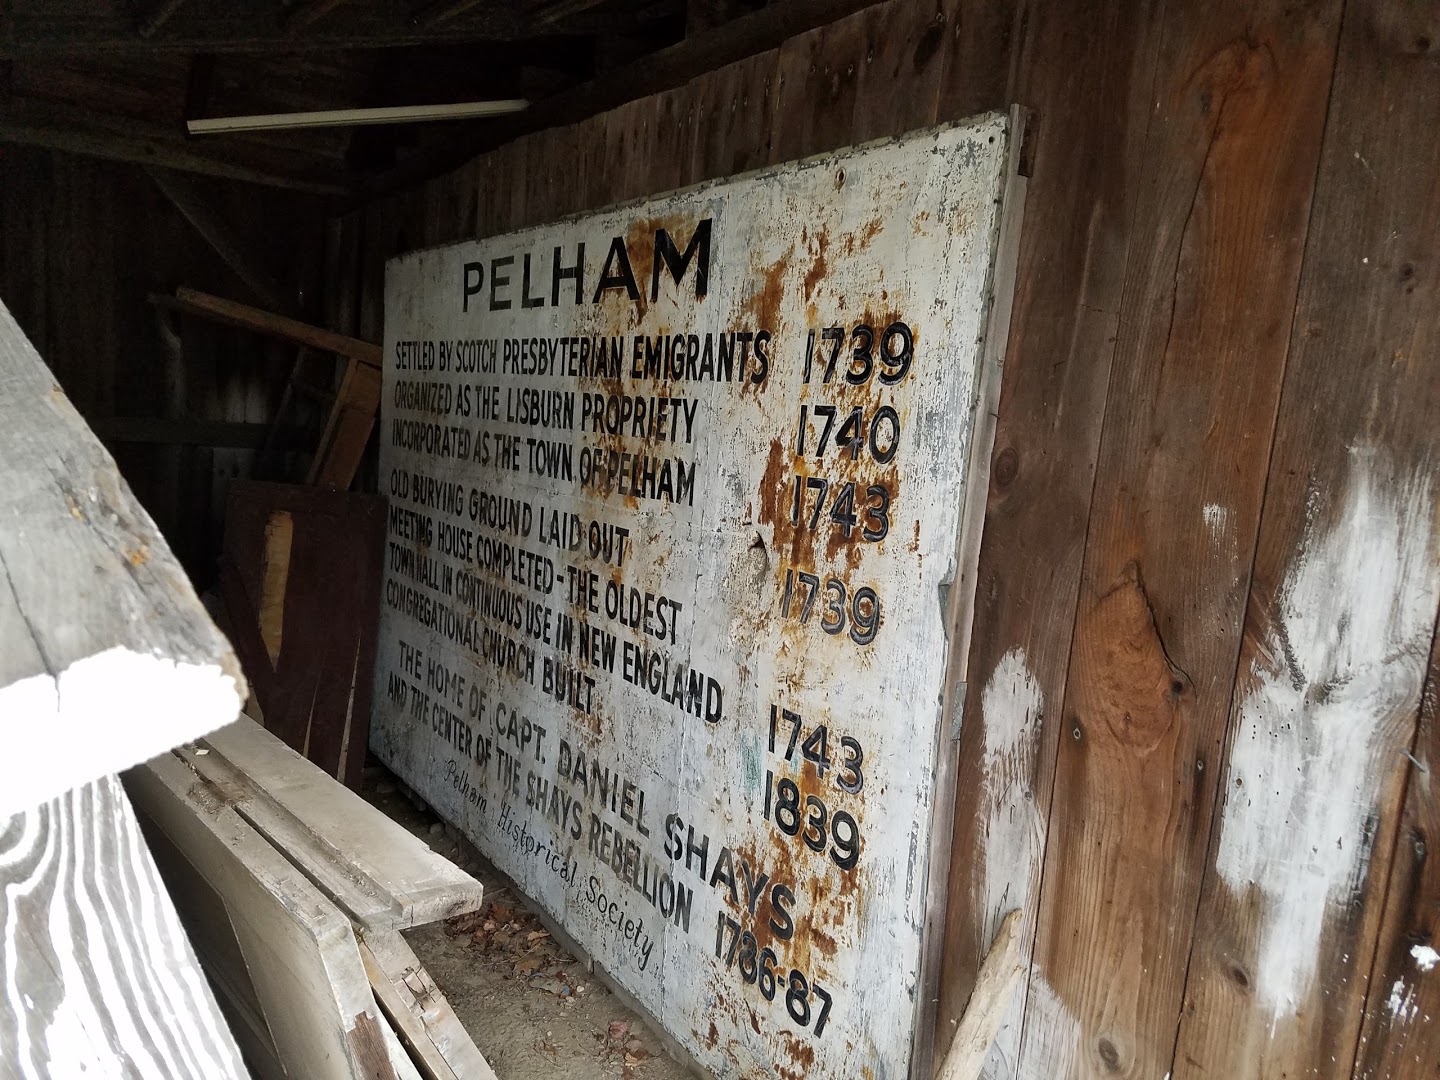 PELHAM
SETTLED BY SCOTCH PRESBYTERIAN EMIGRANTS 1739
ORGANIZED AS THE LISBURN PROPRIETY 1740
INCORPORATED AS THE TOWN OF PELHAM 1743
OLD BURYING GROUND LAID OUT 1739
MEETING HOUSE COMPLETED - THE OLDEST
TOWN HALL IN CONTINUOUS USE IN NEW ENGLAND 1743
CONGREGATIONAL CHURCH BUILT 1839
THE HOME OF CAPT. DANIEL SHAYS
AND THE CENTER OF THE SHAYS REBELLION 1786-87
Pelham Historical Society